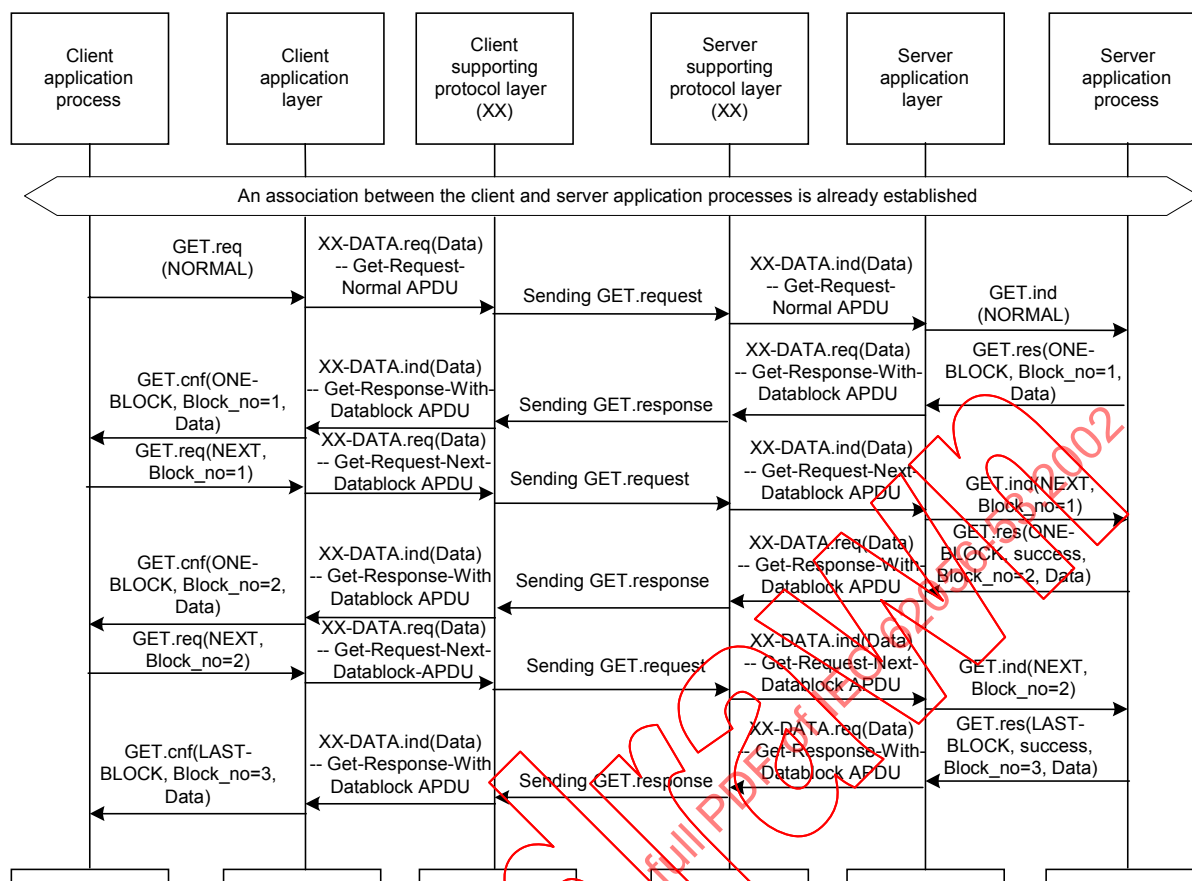 Client
application
process
Client
application
layer
Client
supporting
protocol layer
(XX)
Server
supporting
protocol layer
(XX)
Server
application
layer
Server
application
process
An association between the client and server application processes is already established
GET.req
(NORMAL)
XX-DATA.req(Data)
-- Get-Request-
Normal APDU
Sending GET.request
XX-DATA.ind(Data)
-- Get-Request-
Normal APDU
GET.ind
(NORMAL)
GET.res(ONE-
BLOCK, Block_no=1,
Data)
XX-DATA.req(Data)
-- Get-Response-With-
Datablock APDU
Sending GET.response
XX-DATA.ind(Data)
-- Get-Response-With-
Datablock APDU
GET.cnf(ONE-
BLOCK, Block_no=1,
Data)
GET.req(NEXT,
Block_no=1)
XX-DATA.req(Data)
-- Get-Request-Next-
Datablock APDU
Sending GET.request
XX-DATA.ind(Data)
-- Get-Request-Next-
Datablock APDU
GET.ind(NEXT,
Block_no=1)
GET.res(ONE-
BLOCK, success,
Block_no=2, Data)
XX-DATA.req(Data)
-- Get-Response-With-
Datablock APDU
Sending GET.response
XX-DATA.ind(Data)
-- Get-Response-With
Datablock APDU
GET.cnf(ONE-
BLOCK, Block_no=2,
Data)
GET.req(NEXT,
Block_no=2)
XX-DATA.req(Data)
-- Get-Request-Next-
Datablock-APDU
Sending GET.request
XX-DATA.ind(Data)
-- Get-Request-Next-
Datablock APDU
GET.ind(NEXT,
Block_no=2)
GET.res(LAST-
BLOCK, success,
Block_no=3, Data)
XX-DATA.req(Data)
-- Get-Response-With-
Datablock APDU
Sending GET.response
XX-DATA.ind(Data)
-- Get-Response-With
Datablock APDU
GET.cnf(LAST-
BLOCK, Block_no=3,
Data)
full PDF of IEC 62056-53:2002